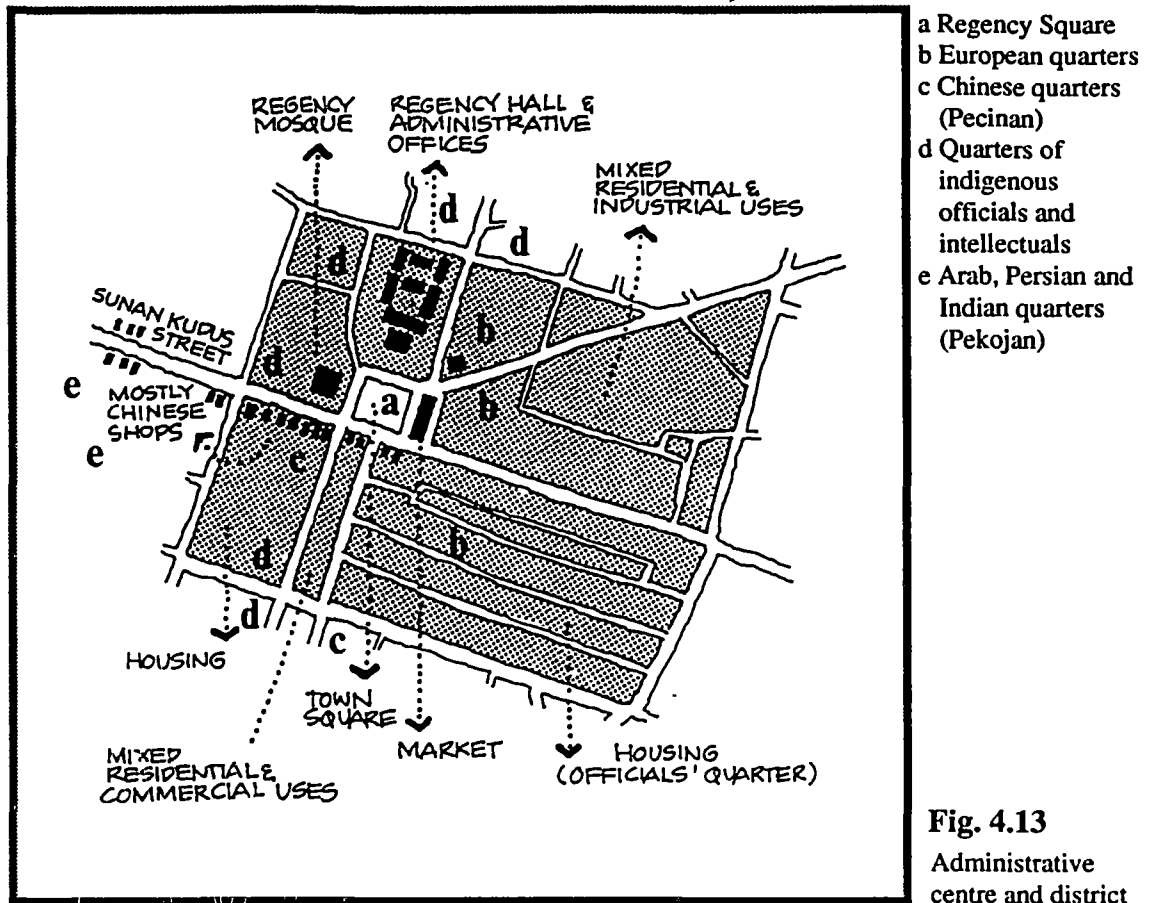 REGENCY
MOSQUE
REGENCY HALL &
ADMINISTRATIVE
OFFICES
MIXED
RESIDENTIAL &
INDUSTRIAL USES
d
d
d
b
SUNAN KUDUS
STREET
d
e
MOSTLY
CHINESE
SHOPS
a
b
r.
e
c
b
d
d
c
HOUSING
TOWN
SQUARE
MARKET
HOUSING
(OFFICIALS' QUARTER)
MIXED
RESIDENTIAL &
COMMERCIAL USES
a Regency Square
b European quarters
c Chinese quarters
(Pecinan)
d Quarters of
indigenous
officials and
intellectuals
e Arab, Persian and
Indian quarters
(Pekojan)
Fig. 4.13
Administrative
centre and district